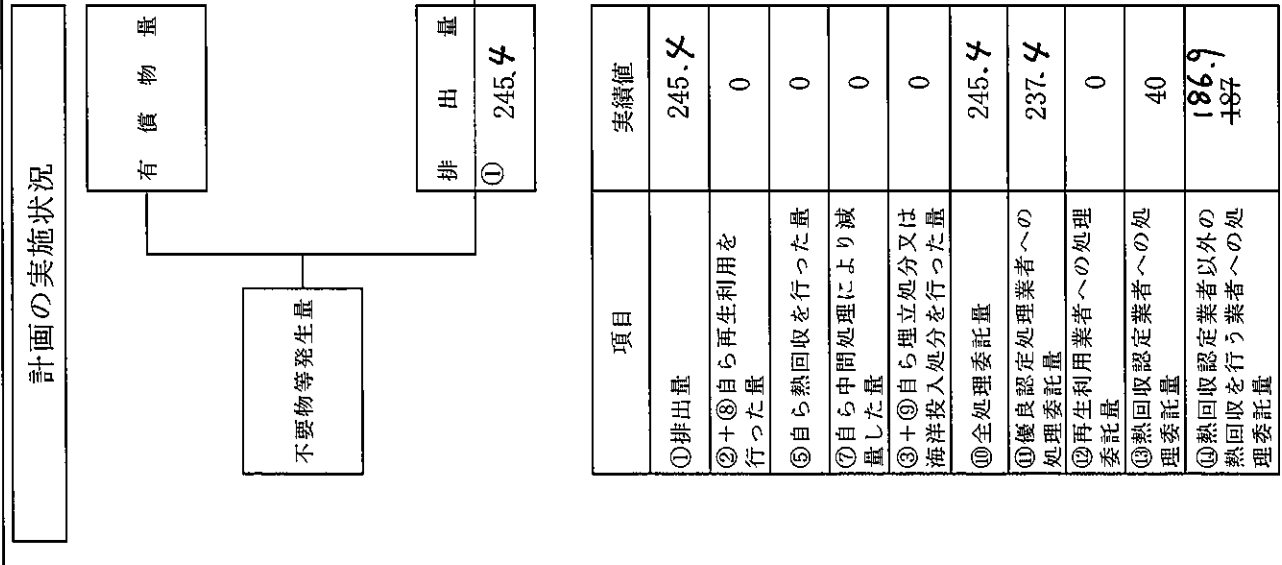 計画の実施状況
有償物量
不要物等発生量
排出量
①
245.4
項目
実績値
①排出量
245.4
②+⑧自ら再生利用を
行った量
0
⑤自ら熱回収を行った量
0
⑦自ら中間処理により減
量した量
0
③+⑨自ら埋立処分又は
海洋投入処分を行った量
0
⑩全処理委託量
245.4
⑪優良認定処理業者への
処理委託量
237.4
⑫再生利用業者への処理
委託量
0
⑬熱回収認定業者への処
理委託量
40
⑭熱回収認定業者以外の
熱回収を行う業者への処
理委託量
186.9
187